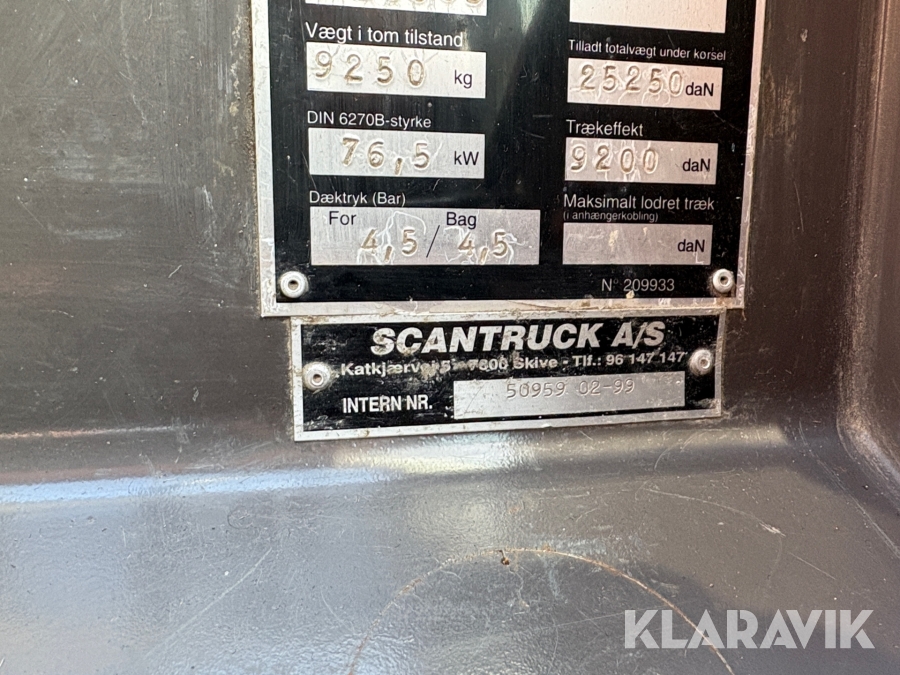 Vægt i tom tilstand
9250 kg
DIN 6270B-styrke
76,5 kW
Dæktryk (Bar)
For Bag
4,5 / 4,5
Tilladt totalvægt under kørsel
25250 daN
Trækeffekt
9200 daN
Maksimalt lodret træk
(i anhængerkobling)
daN
N° 209933
SCANTRUCK A/S
Katkjærvej 7800 Skive - Tlf.: 96 147 147
INTERN NR. 50959 02-99
KLARAVIK